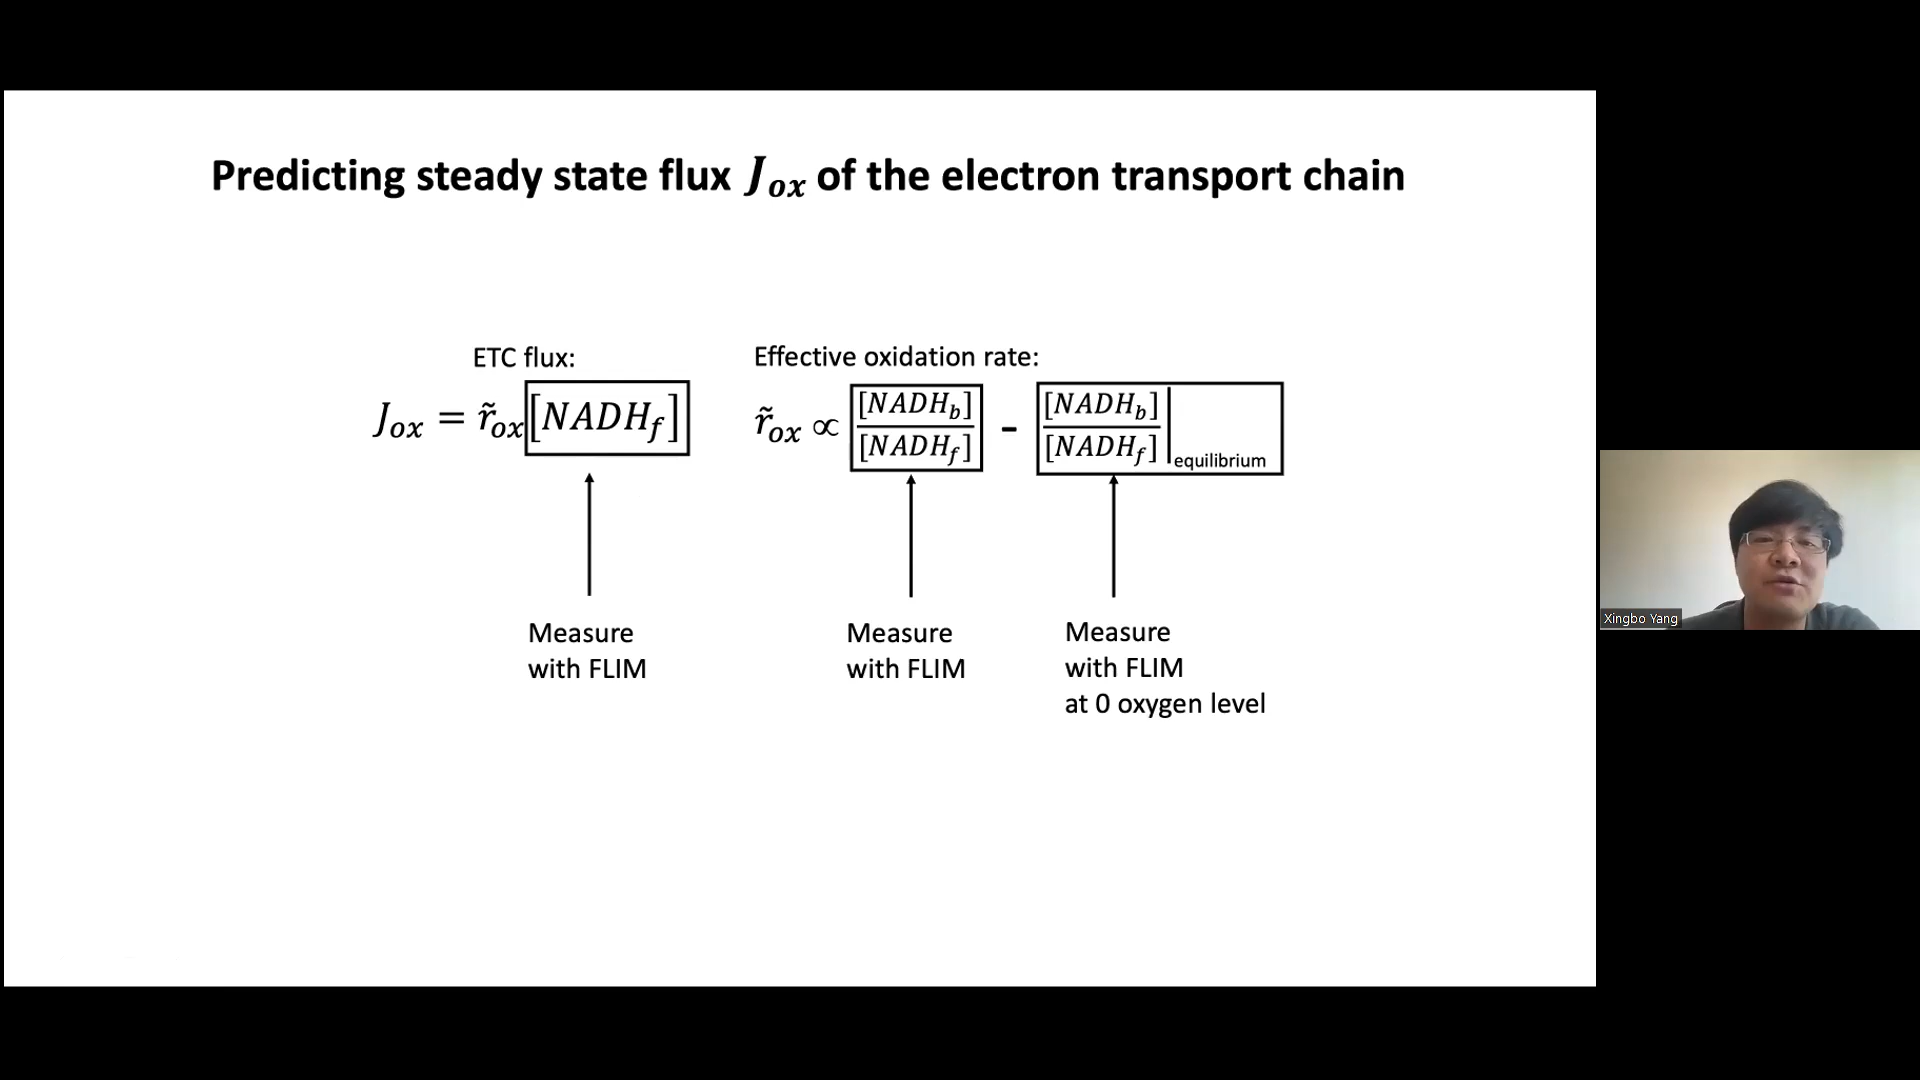 Predicting steady state flux J_ox of the electron transport chain
ETC flux:
J_ox = r̃_ox [NADH_f]
Measure
with FLIM
Effective oxidation rate:
r̃_ox ∝ [NADH_b]/[NADH_f] - [NADH_b]/[NADH_f] | equilibrium
Measure
with FLIM
Measure
with FLIM
at 0 oxygen level
Xingbo Yang